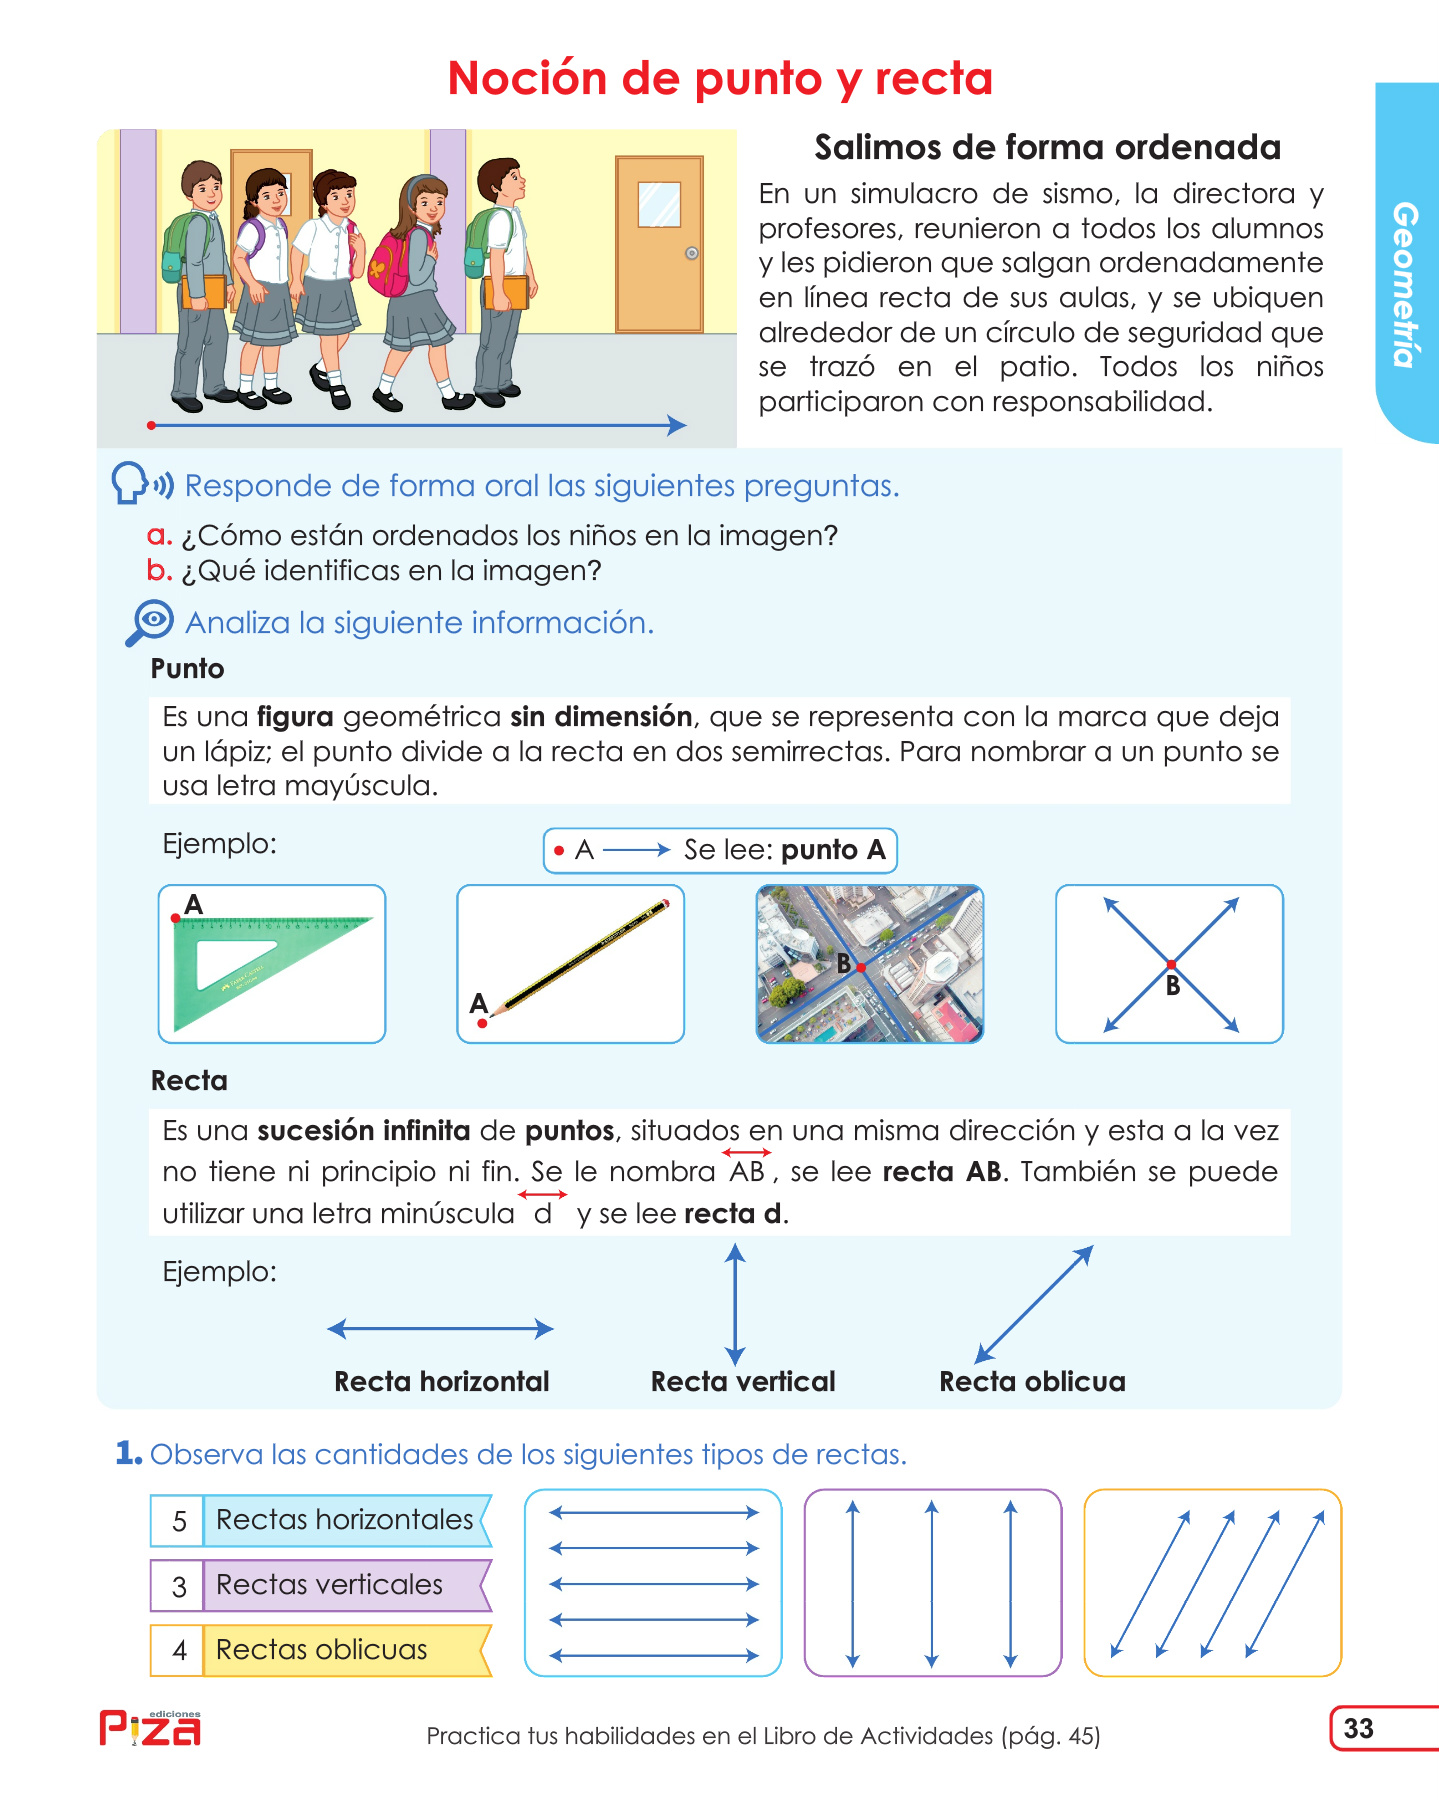 Noción de punto y recta
Geometría
Salimos de forma ordenada
En un simulacro de sismo, la directora y
profesores, reunieron a todos los alumnos
y les pidieron que salgan ordenadamente
en línea recta de sus aulas, y se ubiquen
alrededor de un círculo de seguridad que
se trazó en el patio. Todos los niños
participaron con responsabilidad.
Responde de forma oral las siguientes preguntas.
a. ¿Cómo están ordenados los niños en la imagen?
b. ¿Qué identificas en la imagen?
Analiza la siguiente información.
Punto
Es una figura geométrica sin dimensión, que se representa con la marca que deja
un lápiz; el punto divide a la recta en dos semirrectas. Para nombrar a un punto se
usa letra mayúscula.
Ejemplo:
A Se lee: punto A
A
A
B
B
Recta
Es una sucesión infinita de puntos, situados en una misma dirección y esta a la vez
no tiene ni principio ni fin. Se le nombra AB , se lee recta AB. También se puede
utilizar una letra minúscula d y se lee recta d.
Ejemplo:
Recta horizontal Recta vertical Recta oblicua
1. Observa las cantidades de los siguientes tipos de rectas.
5 Rectas horizontales
3 Rectas verticales
4 Rectas oblicuas
ediciones
Piza
Practica tus habilidades en el Libro de Actividades (pág. 45)
33